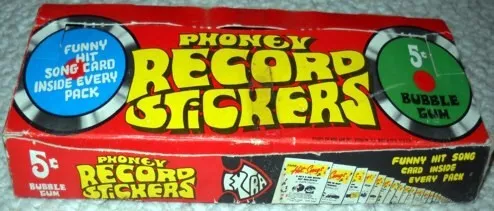 FUNNY
HIT
SONG CARD
INSIDE EVERY
PACK
PHONEY
RECORD
STICKERS
5¢
BUBBLE
GUM
5¢
BUBBLE
GUM
PHONEY
RECORD
STICKERS
FLEER
FUNNY HIT SONG
CARD INSIDE
EVERY PACK